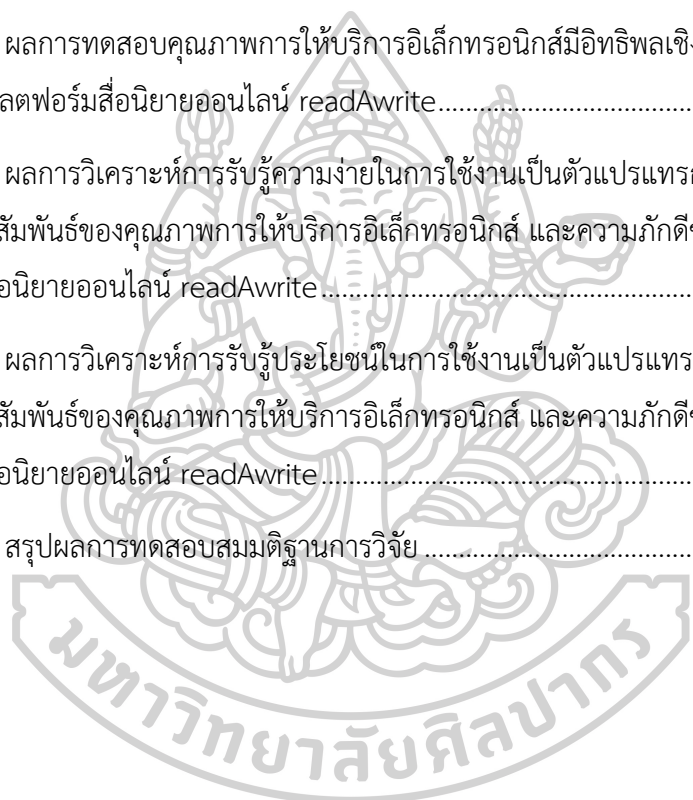 ผลการทดสอบคุณภาพการให้บริการอิเล็กทรอนิกส์มีอิทธิพลเชิง
ลตฟอร์มสื่อนิยายออนไลน์ readAwrite
ผลการวิเคราะห์การรับรู้ความง่ายในการใช้งานเป็นตัวแปรแทรก
สัมพันธ์ของคุณภาพการให้บริการอิเล็กทรอนิกส์ และความภักดี
อนิยายออนไลน์ readAwrite
ผลการวิเคราะห์การรับรู้ประโยชน์ในการใช้งานเป็นตัวแปรแทร
สัมพันธ์ของคุณภาพการให้บริการอิเล็กทรอนิกส์ และความภักดี
อนิยายออนไลน์ readAwrite
สรุปผลการทดสอบสมมติฐานการวิจัย
มหาวิทยาลัยศิลปากร